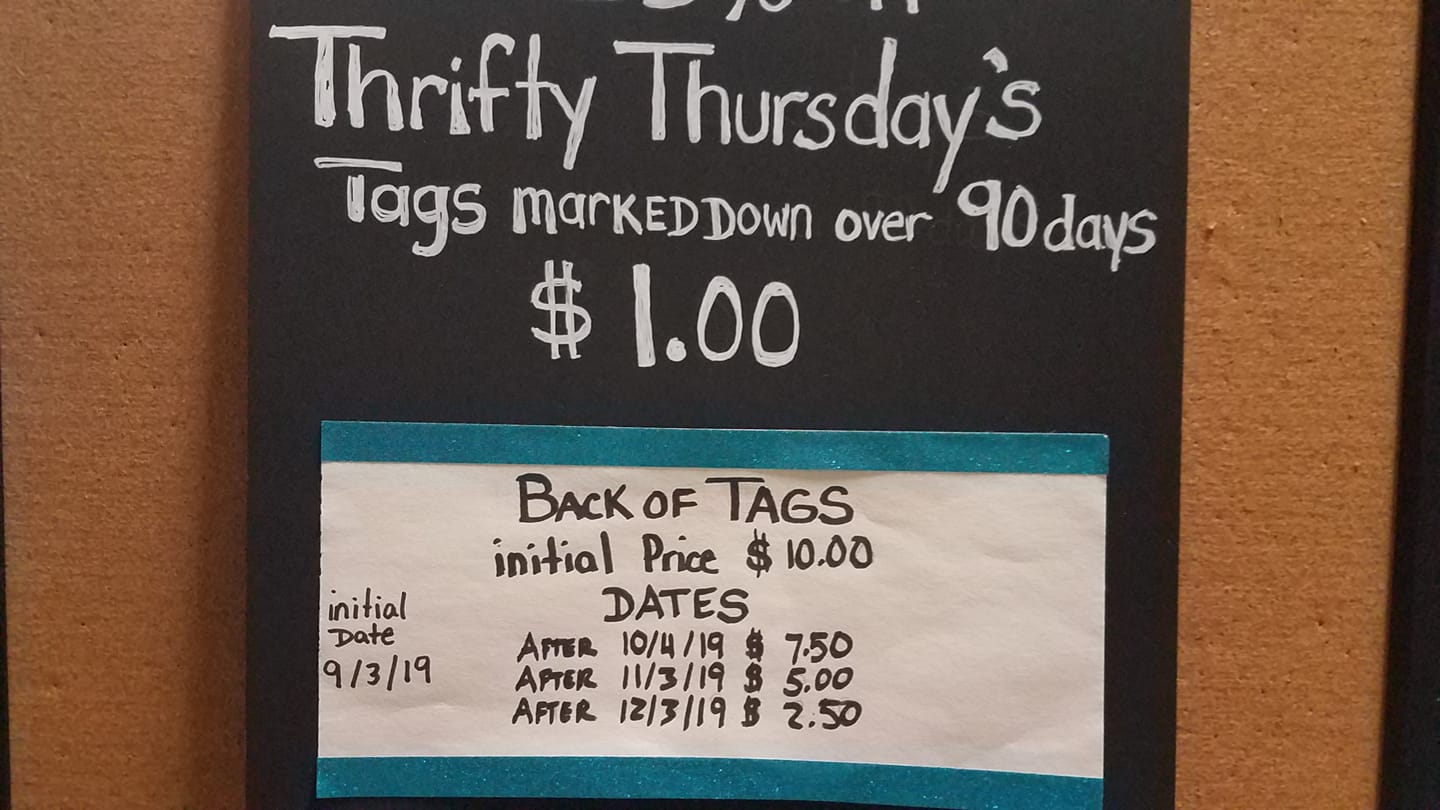 Thrifty Thursday's
Tags marKED DOWN over 90 days
$ 1.00
BACK OF TAGS
initial Price $ 10.00
DATES
initial
Date
9/3/19
AFTER 10/4/19 $ 7.50
AFTER 11/3/19 $ 5.00
AFTER 12/3/19 $ 2.50